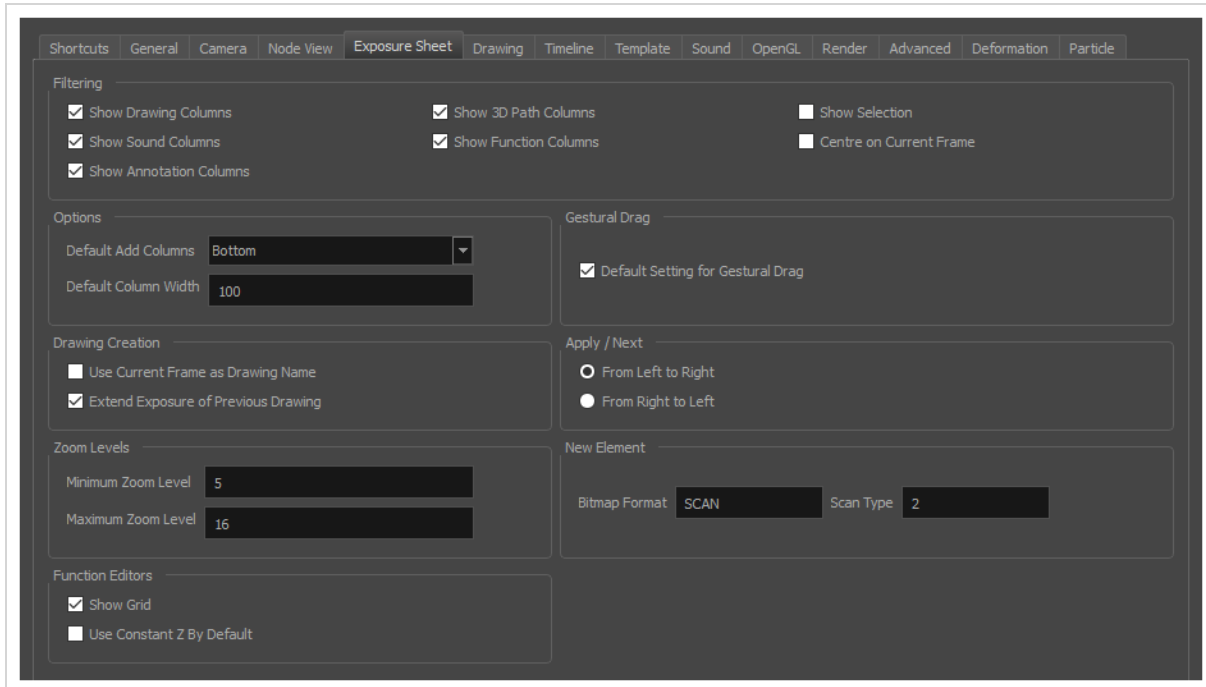 Shortcuts General Camera Node View Exposure Sheet Drawing Timeline Template Sound OpenGL Render Advanced Deformation Particle
Filtering
Show Drawing Columns Show 3D Path Columns Show Selection
Show Sound Columns Show Function Columns Centre on Current Frame
Show Annotation Columns
Options
Default Add Columns Bottom
Default Column Width 100
Gestural Drag
Default Setting for Gestural Drag
Drawing Creation
Use Current Frame as Drawing Name
Extend Exposure of Previous Drawing
Apply / Next
From Left to Right
From Right to Left
Zoom Levels
Minimum Zoom Level 5
Maximum Zoom Level 16
New Element
Bitmap Format SCAN Scan Type 2
Function Editors
Show Grid
Use Constant Z By Default